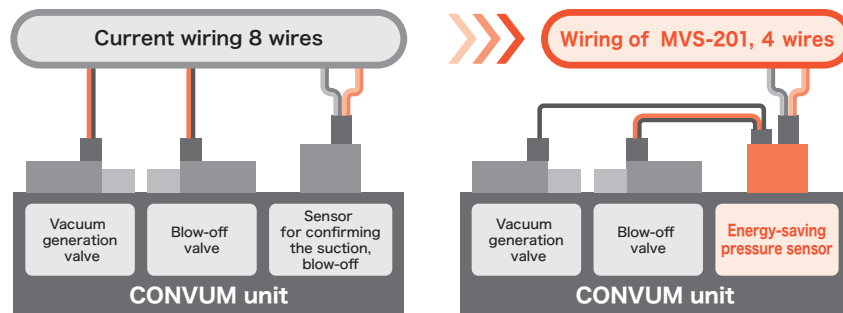 Current wiring 8 wires
Vacuum
generation
valve
Blow-off
valve
Sensor
for confirming
the suction,
blow-off
CONVUM unit
Wiring of MVS-201, 4 wires
Vacuum
generation
valve
Blow-off
valve
Energy-saving
pressure sensor
CONVUM unit